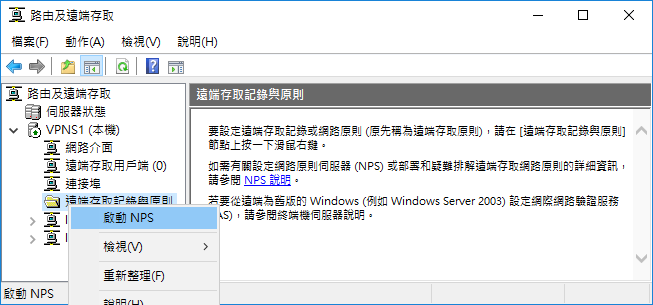 路由及遠端存取
檔案(F) 動作(A) 檢視(V) 說明(H)
路由及遠端存取
伺服器狀態
VPNS1 (本機)
網路介面
遠端存取用戶端 (0)
連接埠
遠端存取記錄與原則
啟動 NPS
檢視(V)
重新整理(F)
說明(H)
遠端存取記錄與原則
要設定遠端存取記錄或網路原則 (原先稱為遠端存取原則)，請在 [遠端存取記錄與原則]
節點上按一下滑鼠右鍵。
如需有關設定網路原則伺服器 (NPS) 或部署和疑難排解遠端存取網路原則的詳細資訊，
請參閱 NPS 說明。
若要從遠端為舊版的 Windows (例如 Windows Server 2003) 設定網際網路驗證服務
AS)，請參閱終端機伺服器說明。
啟動 NPS